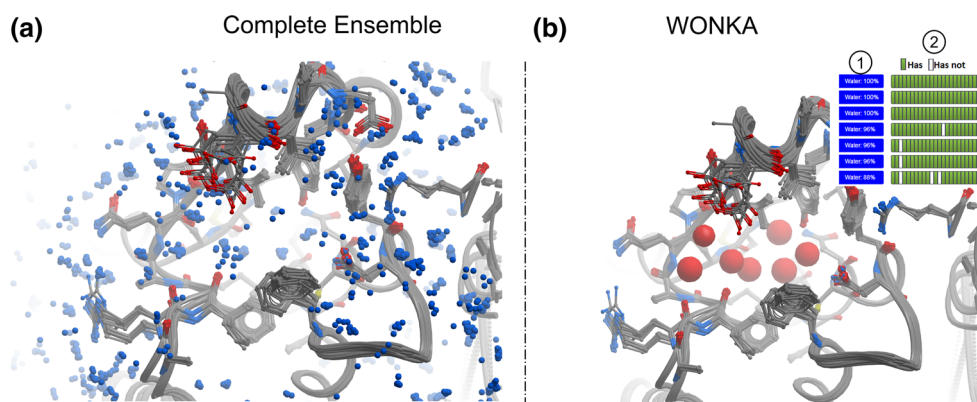 (a) Complete Ensemble
(b) WONKA
1 2
Has Has not
Water: 100%
Water: 100%
Water: 100%
Water: 96%
Water: 96%
Water: 96%
Water: 88%